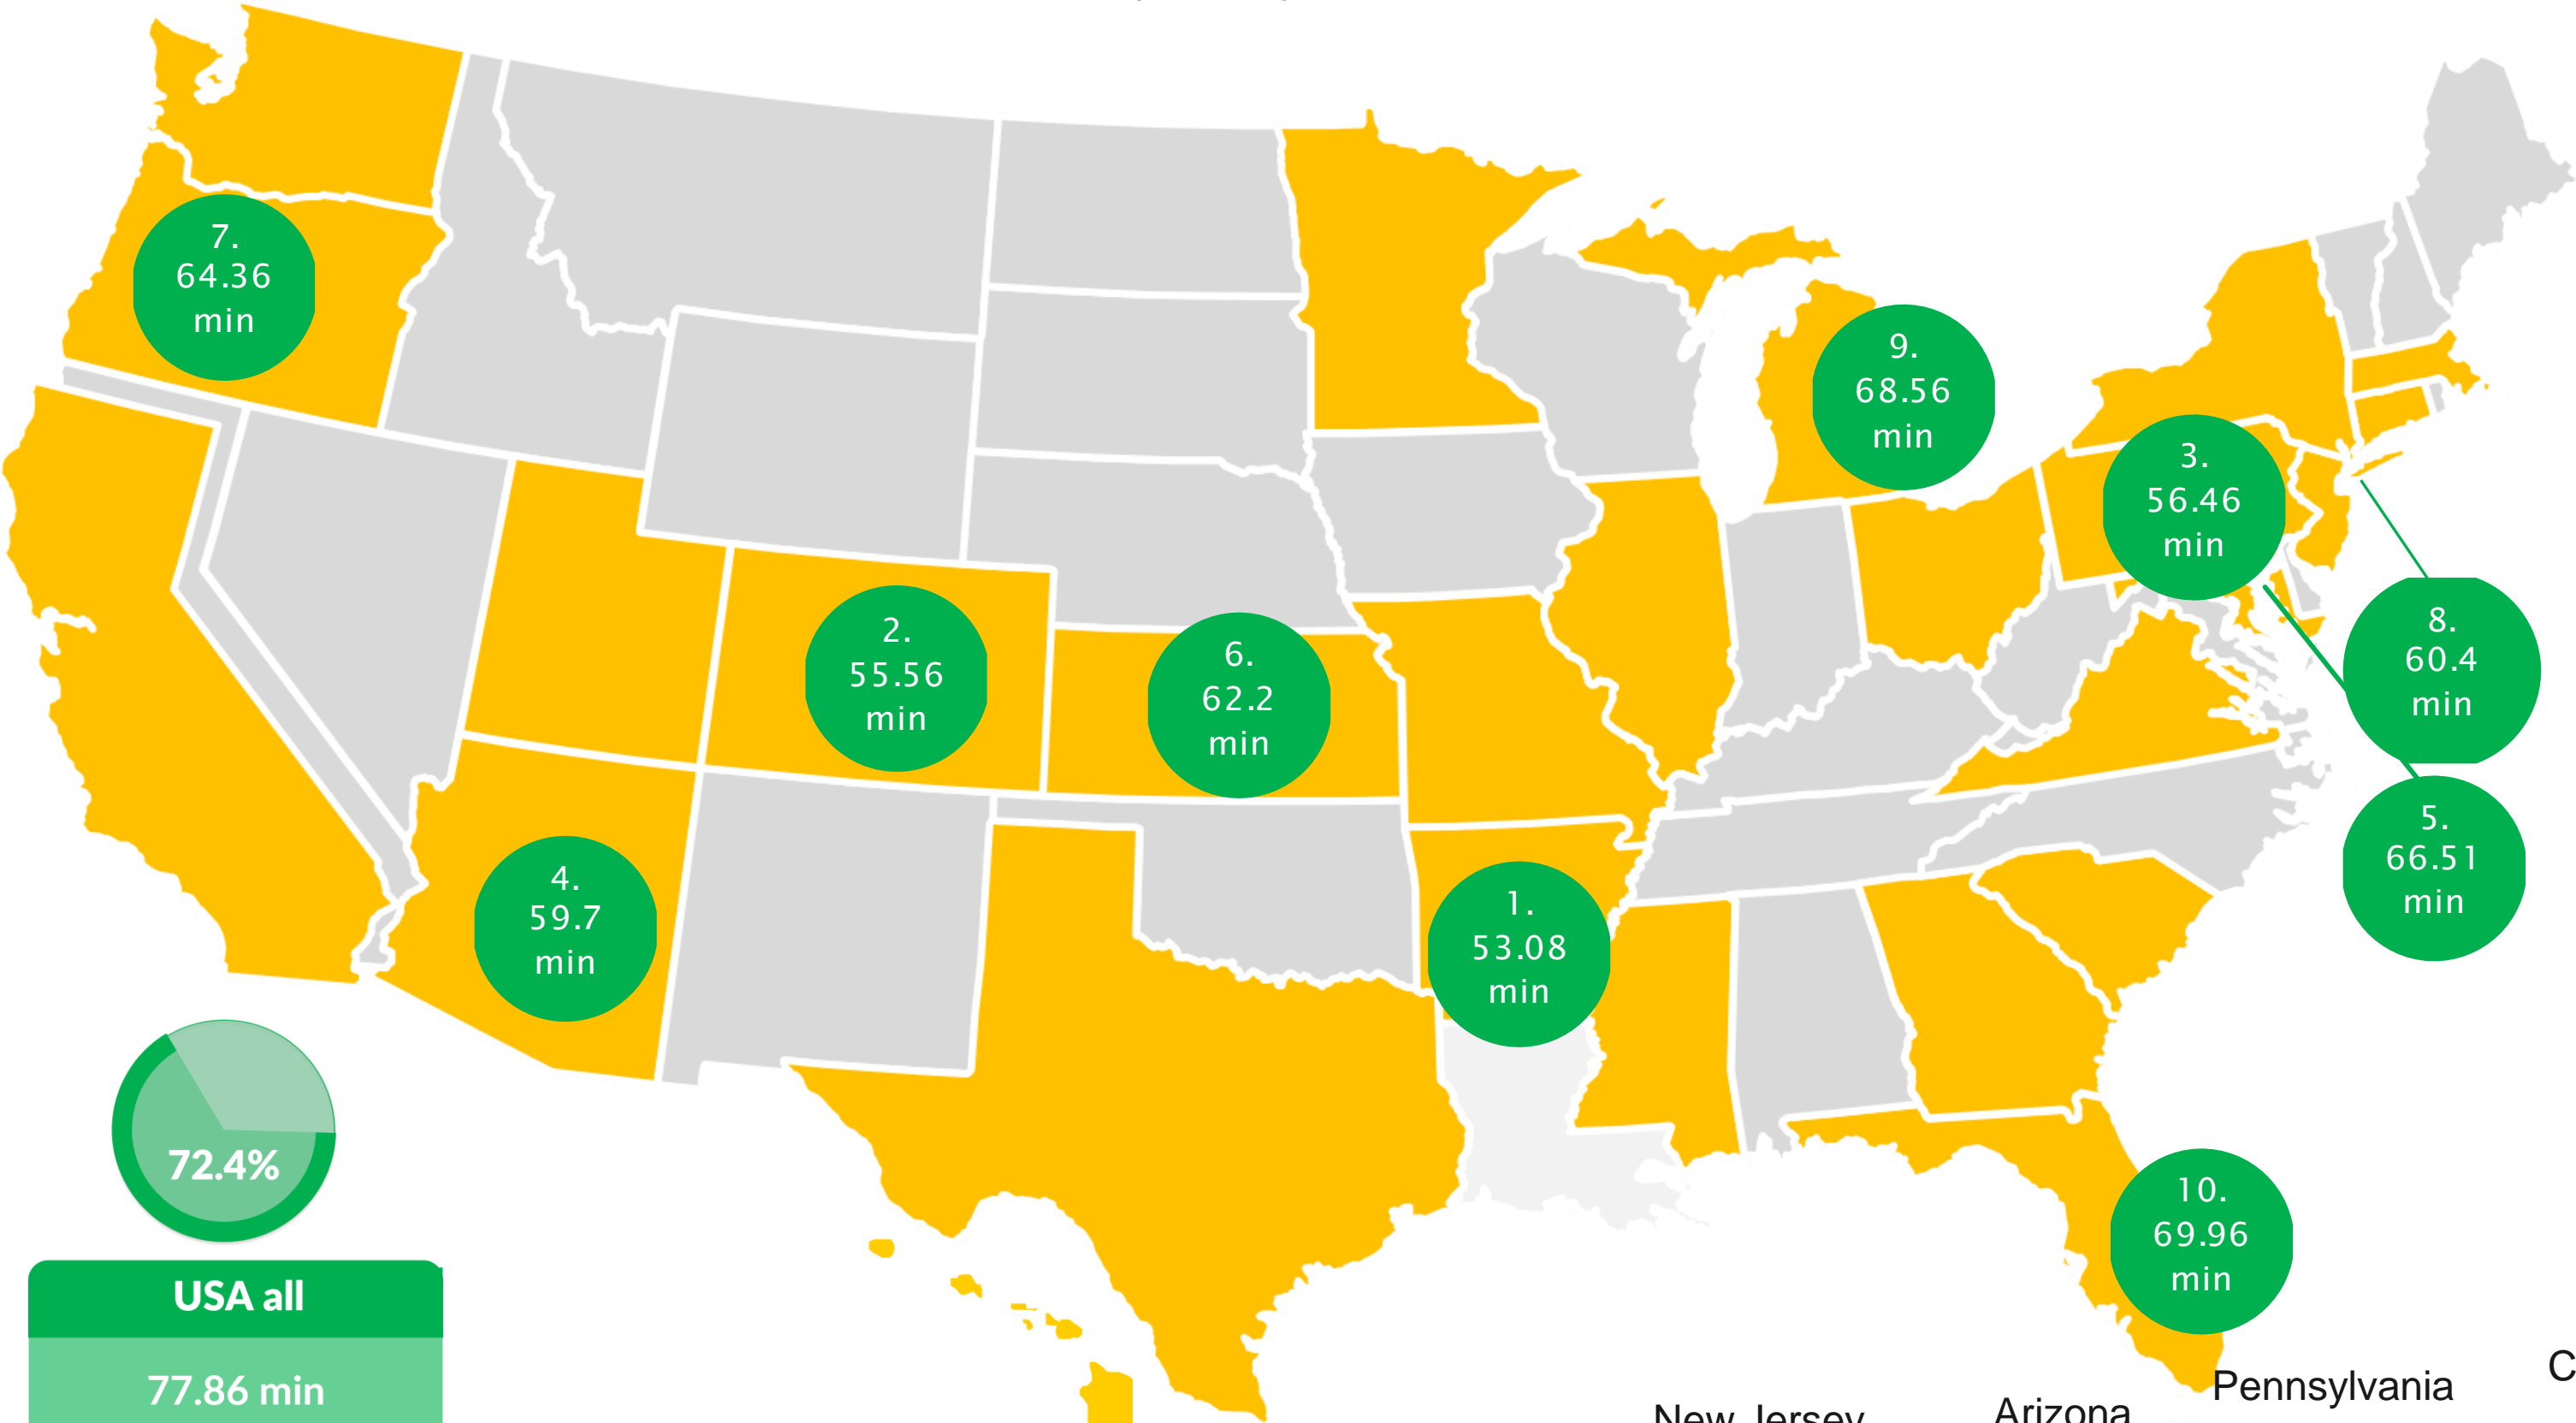 7.
64.36
min
9.
68.56
min
3.
56.46
min
2.
55.56
min
6.
62.2
min
8.
60.4
min
4.
59.7
min
1.
53.08
min
5.
66.51
min
10.
69.96
min
72.4%
USA all
77.86 min
New Jersey
Arizona
Pennsylvania
C